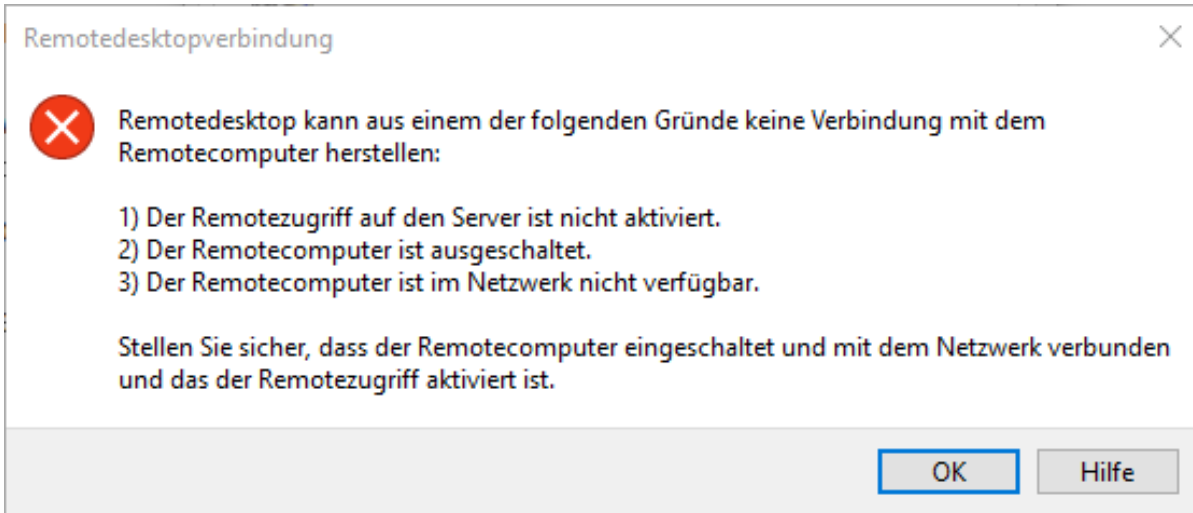 Remotedesktopverbindung
Remotedesktop kann aus einem der folgenden Gründe keine Verbindung mit dem
Remotecomputer herstellen:
1) Der Remotezugriff auf den Server ist nicht aktiviert.
2) Der Remotecomputer ist ausgeschaltet.
3) Der Remotecomputer ist im Netzwerk nicht verfügbar.
Stellen Sie sicher, dass der Remotecomputer eingeschaltet und mit dem Netzwerk verbunden
und das der Remotezugriff aktiviert ist.
OK Hilfe